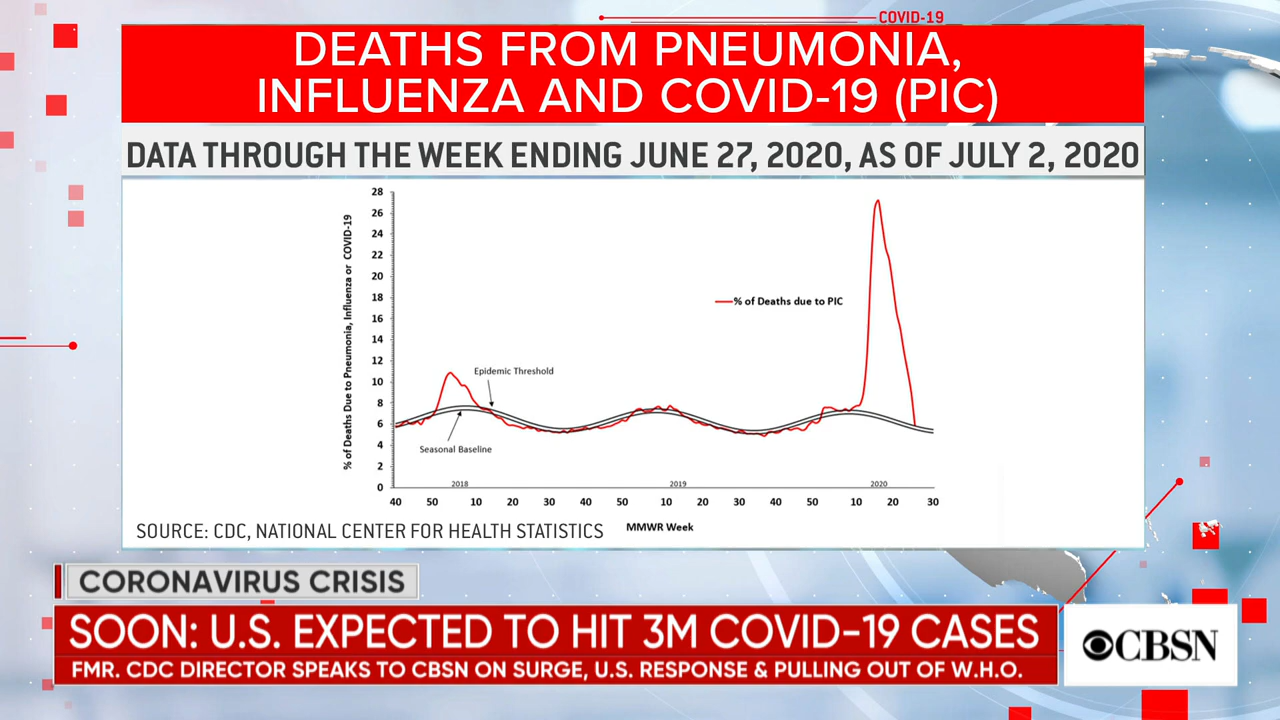 COVID-19
DEATHS FROM PNEUMONIA,
INFLUENZA AND COVID-19 (PIC)
DATA THROUGH THE WEEK ENDING JUNE 27, 2020, AS OF JULY 2, 2020
% of Deaths Due to Pneumonia, Influenza or COVID-19
28
26
24
22
20
18
16
14
12
10
8
6
4
2
0
% of Deaths due to PIC
Epidemic Threshold
Seasonal Baseline
2018 2019 2020
40 50 10 20 30 40 50 10 20 30 40 50 10 20 30
MMWR Week
SOURCE: CDC, NATIONAL CENTER FOR HEALTH STATISTICS
CORONAVIRUS CRISIS
SOON: U.S. EXPECTED TO HIT 3M COVID-19 CASES
FMR. CDC DIRECTOR SPEAKS TO CBSN ON SURGE, U.S. RESPONSE & PULLING OUT OF W.H.O.
CBSN